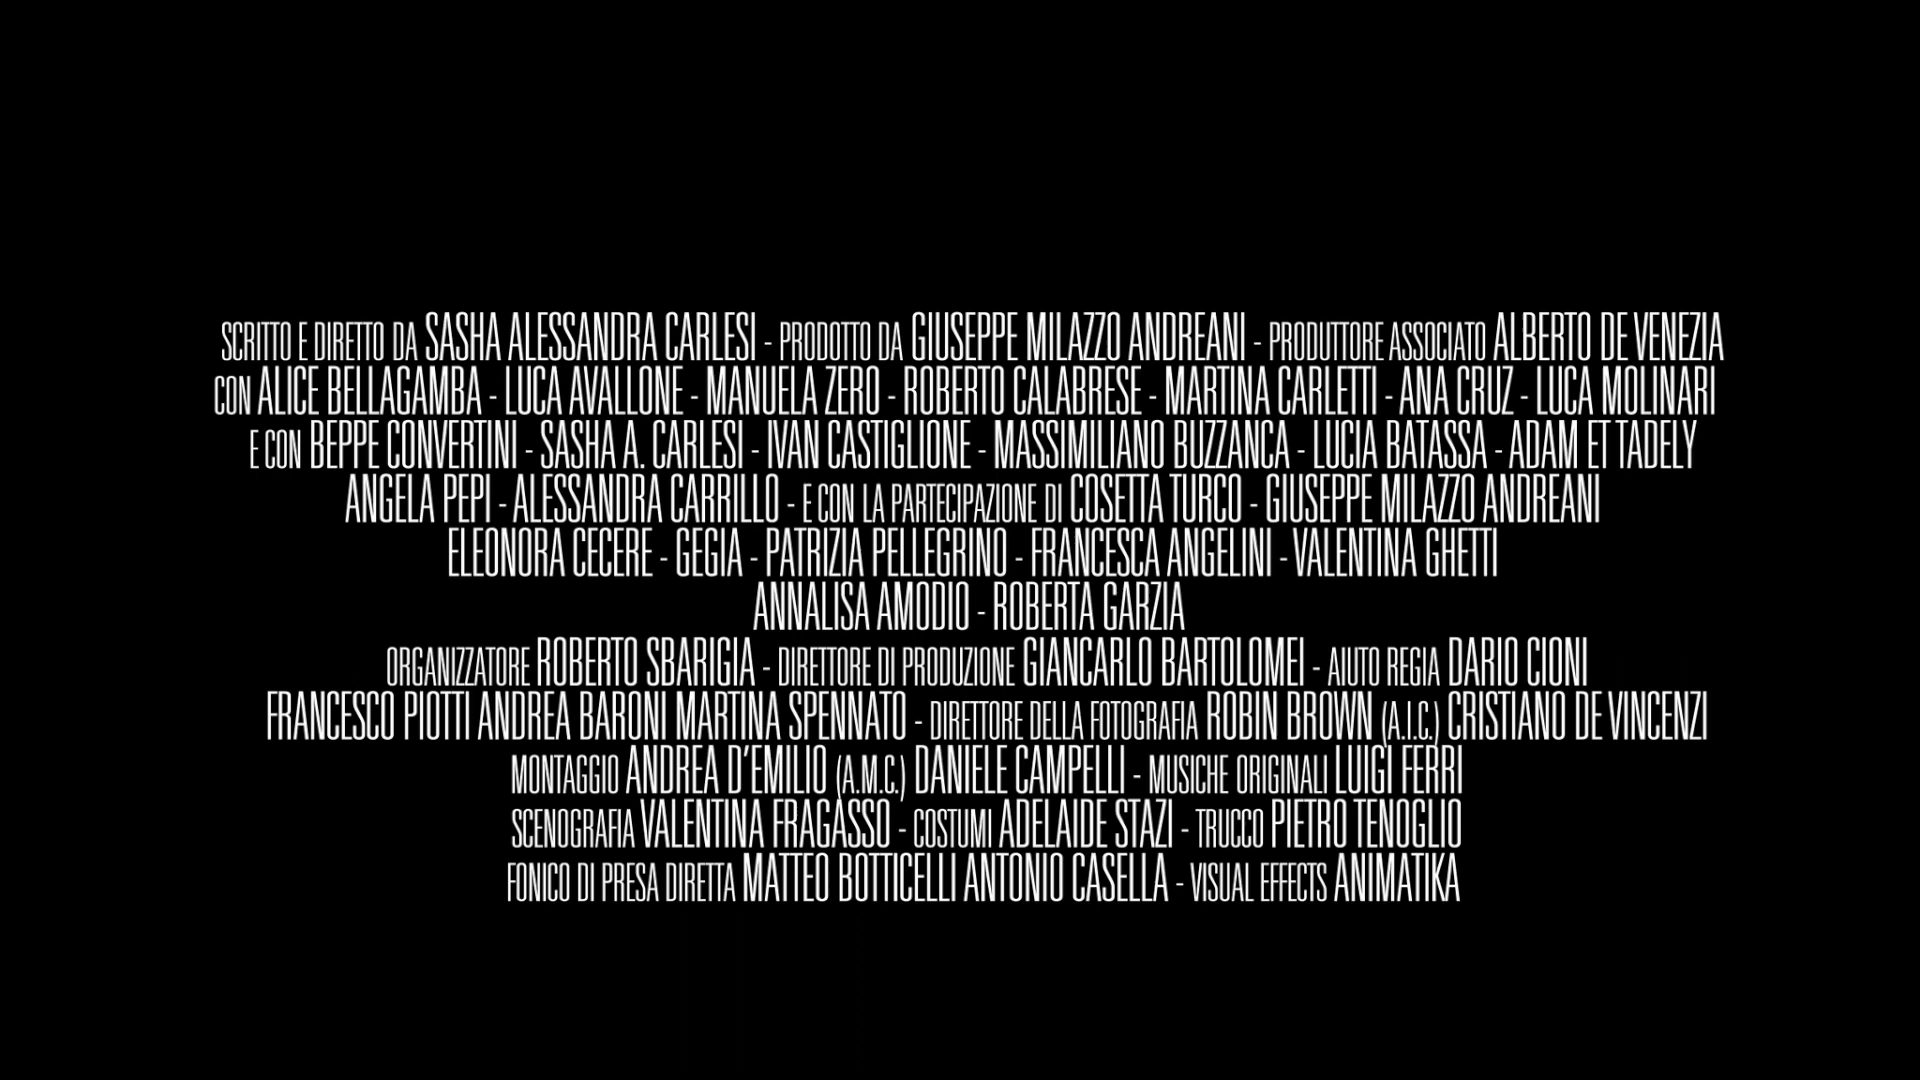 SCRITTO E DIRETTO DA SASHA ALESSANDRA CARLESI - PRODOTTO DA GIUSEPPE MILAZZO ANDREANI - PRODUTTORE ASSOCIATO ALBERTO DE VENEZIA
CON ALICE BELLAGAMBA - LUCA AVALLONE - MANUELA ZERO - ROBERTO CALABRESE - MARTINA CARLETTI - ANA CRUZ - LUCA MOLINARI
E CON BEPPE CONVERTINI - SASHA A. CARLESI - IVAN CASTIGLIONE - MASSIMILIANO BUZZANCA - LUCIA BATASSA - ADAM ET TADELY
ANGELA PEPI - ALESSANDRA CARRILLO - E CON LA PARTECIPAZIONE DI COSETTA TURCO - GIUSEPPE MILAZZO ANDREANI
ELEONORA CECERE - GEGIA - PATRIZIA PELLEGRINO - FRANCESCA ANGELINI - VALENTINA GHETTI
ANNALISA AMODIO - ROBERTA GARZIA
ORGANIZZATORE ROBERTO SBARIGIA - DIRETTORE DI PRODUZIONE GIANCARLO BARTOLOMEI - AIUTO REGIA DARIO CIONI
FRANCESCO PIOTTI ANDREA BARONI MARTINA SPENNATO - DIRETTORE DELLA FOTOGRAFIA ROBIN BROWN (A.I.C.) CRISTIANO DE VINCENZI
MONTAGGIO ANDREA D'EMILIO (A.M.C.) DANIELE CAMPELLI - MUSICHE ORIGINALI LUIGI FERRI
SCENOGRAFIA VALENTINA FRAGASSO - COSTUMI ADELAIDE STAZI - TRUCCO PIETRO TENOGLIO
FONICO DI PRESA DIRETTA MATTEO BOTTICELLI ANTONIO CASELLA - VISUAL EFFECTS ANIMATIKA